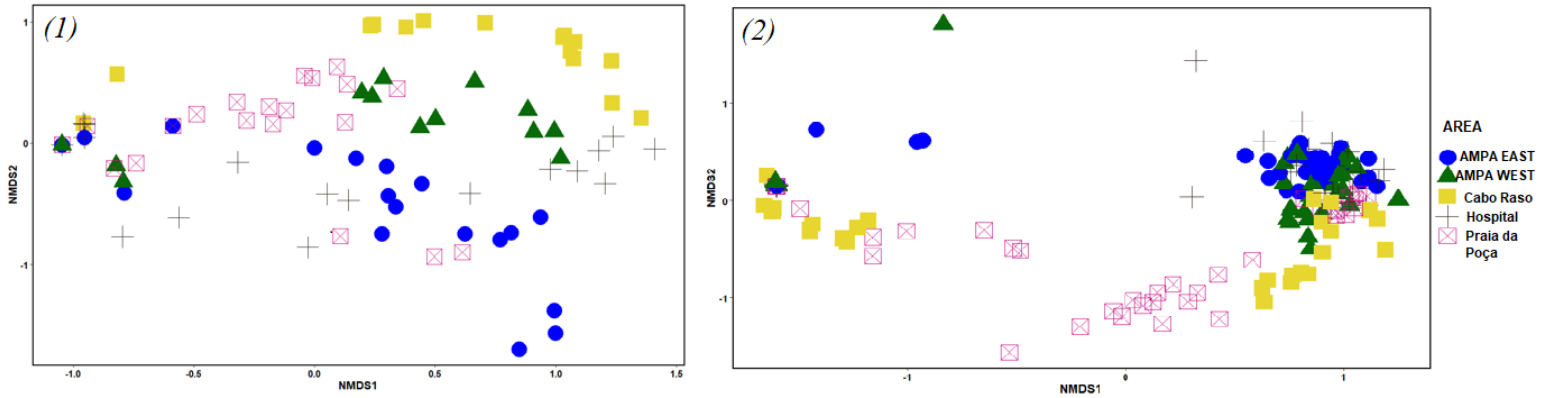 (1)
1
0
-1
NMDS2
-1.0
-0.5
0.0
0.5
1.0
1.5
NMDS1
(2)
1
0
-1
NMDS2
-1
0
1
NMDS1
AREA
AMPA EAST
AMPA WEST
Cabo Raso
Hospital
Praia da
Poça